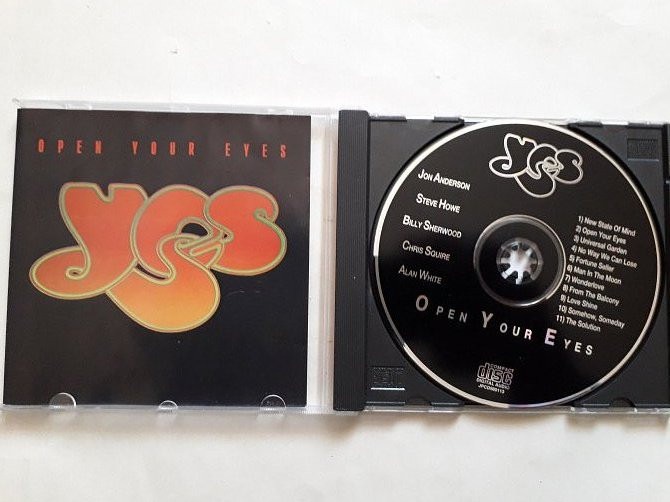 OPEN YOUR EYES
YES
YES
JON ANDERSON
STEVE HOWE
BILLY SHERWOOD
CHRIS SQUIRE
ALAN WHITE
1) New State Of Mind
2) Open Your Eyes
3) Universal Garden
4) No Way We Can Lose
5) Fortune Seller
6) Man In The Moon
7) Wonderlove
8) From The Balcony
9) Love Shine
10) Somehow, Someday
11) The Solution
OPEN YOUR EYES
COMPACT
disc
DIGITAL AUDIO